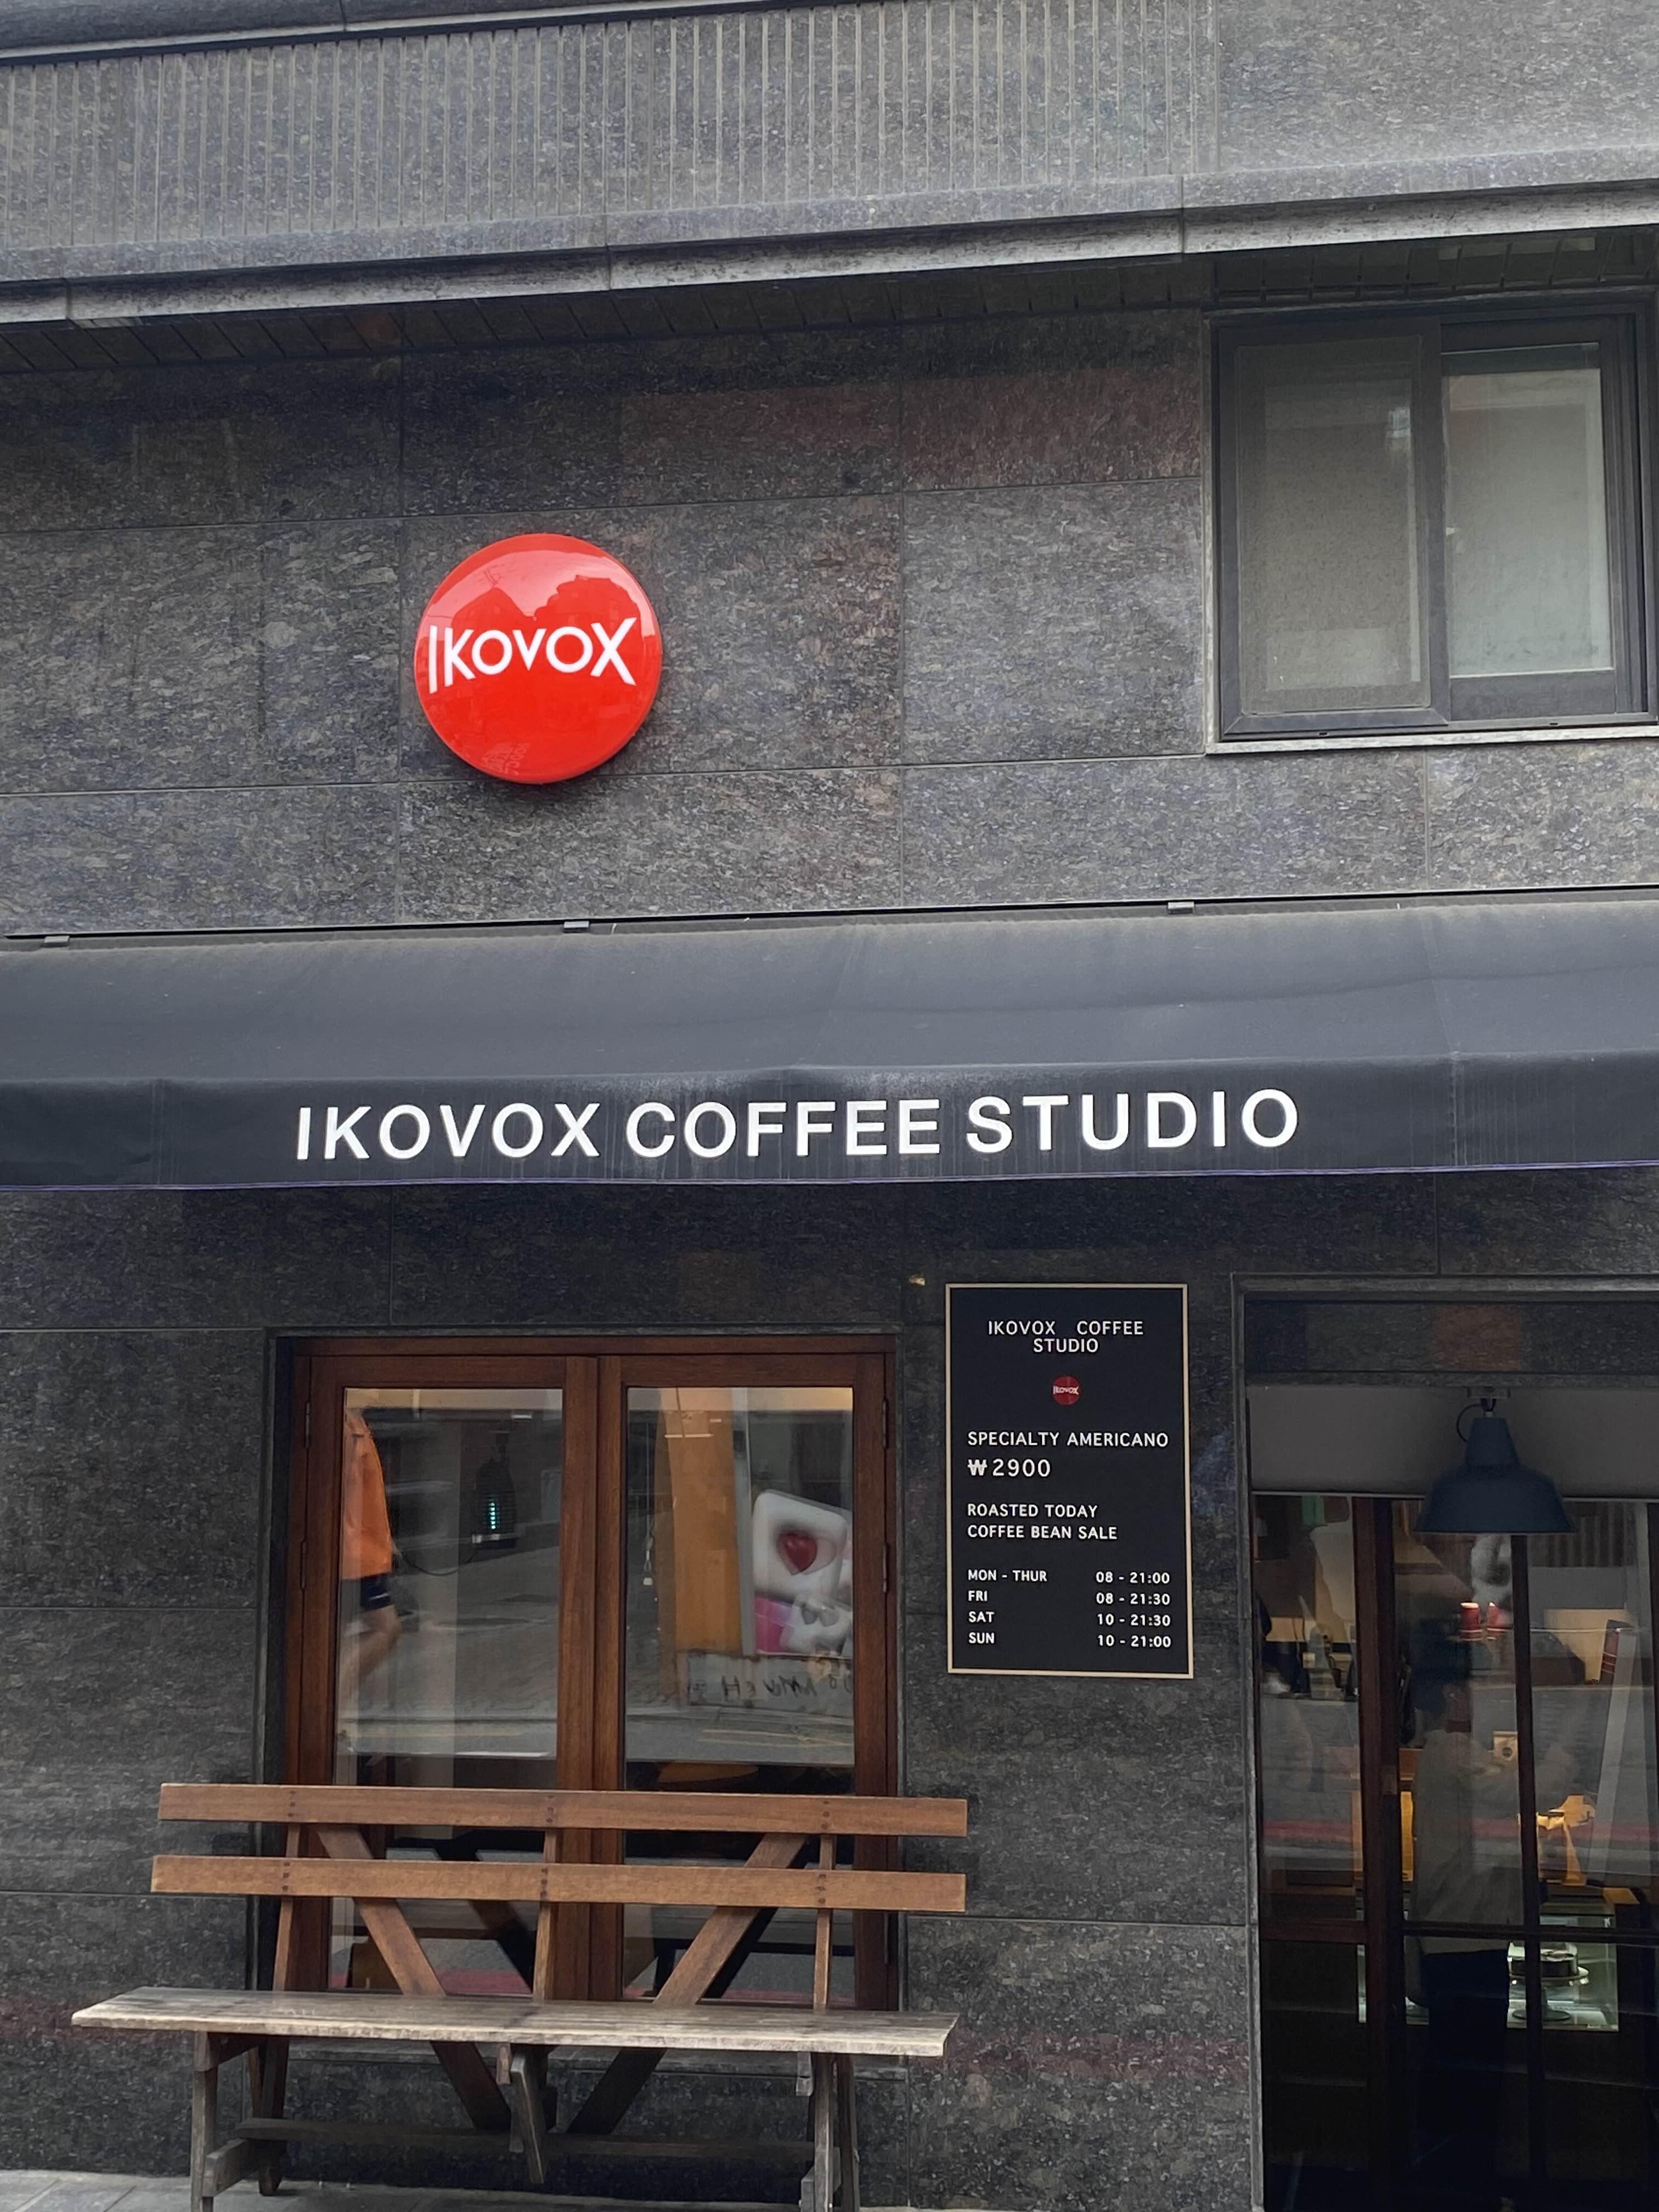 IKOVOX
IKOVOX COFFEE STUDIO
IKOVOX COFFEE
STUDIO
IKOVOX
SPECIALTY AMERICANO
₩2900
ROASTED TODAY
COFFEE BEAN SALE
MON - THUR 08 - 21:00
FRI 08 - 21:30
SAT 10 - 21:30
SUN 10 - 21:00